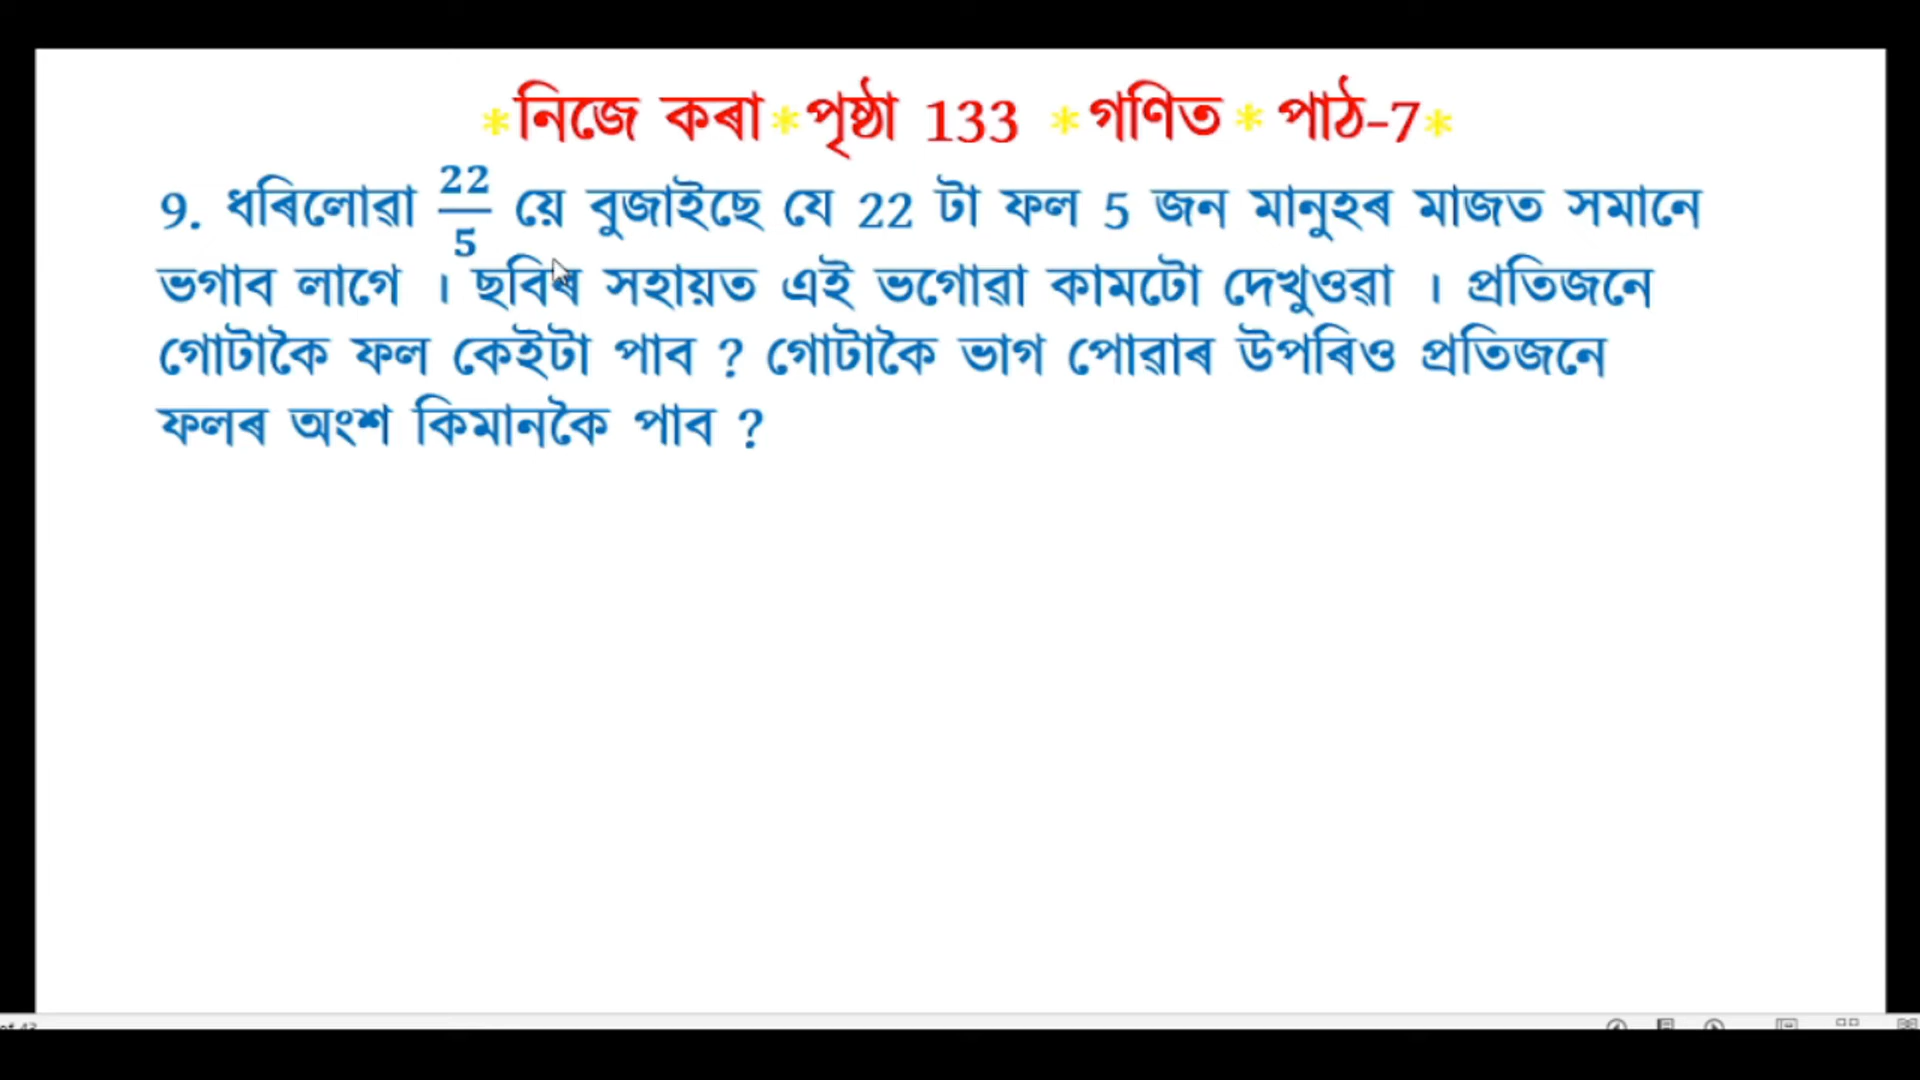 *নিজে কৰা*পৃষ্ঠা 133 *গণিত* পাঠ-7*
9. ধৰিলোৱা 22/5 য়ে বুজাইছে যে 22 টা ফল 5 জন মানুহৰ মাজত সমানে
ভগাব লাগে । ছবিৰ সহায়ত এই ভগোৱা কামটো দেখুওৱা । প্ৰতিজনে
গোটাকৈ ফল কেইটা পাব ? গোটাকৈ ভাগ পোৱাৰ উপৰিও প্ৰতিজনে
ফলৰ অংশ কিমানকৈ পাব ?